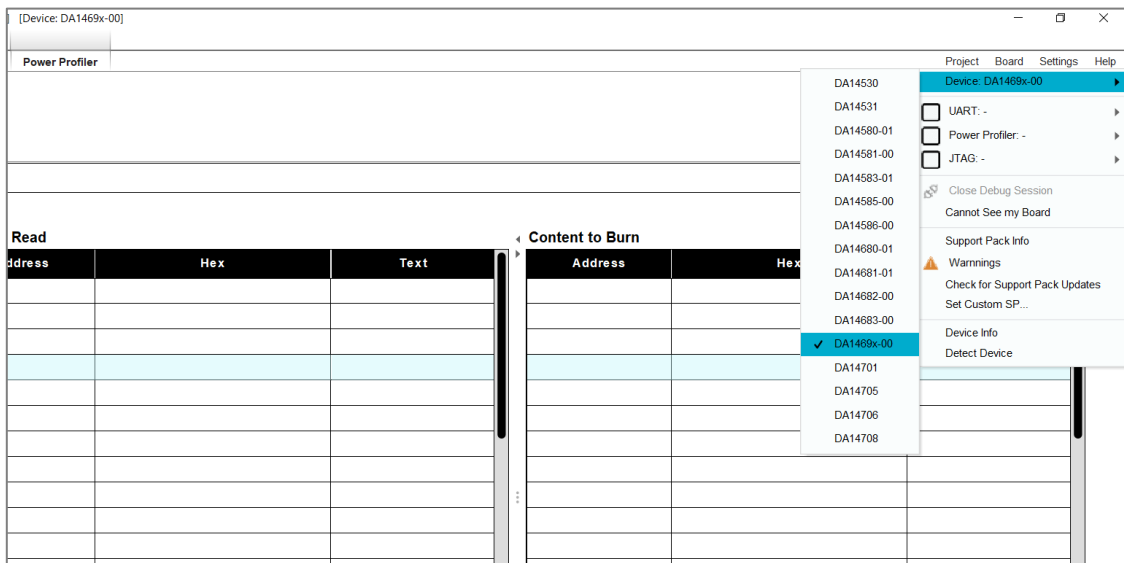 [Device: DA1469x-00]
Power Profiler
Project Board Settings Help
Device: DA1469x-00
UART: -
Power Profiler: -
JTAG: -
Close Debug Session
Cannot See my Board
Support Pack Info
Warnnings
Check for Support Pack Updates
Set Custom SP...
Device Info
Detect Device
DA14530
DA14531
DA14580-01
DA14581-00
DA14583-01
DA14585-00
DA14586-00
DA14680-01
DA14681-01
DA14682-00
DA14683-00
DA1469x-00
DA14701
DA14705
DA14706
DA14708
Read
ddress Hex Text
Content to Burn
Address Hex